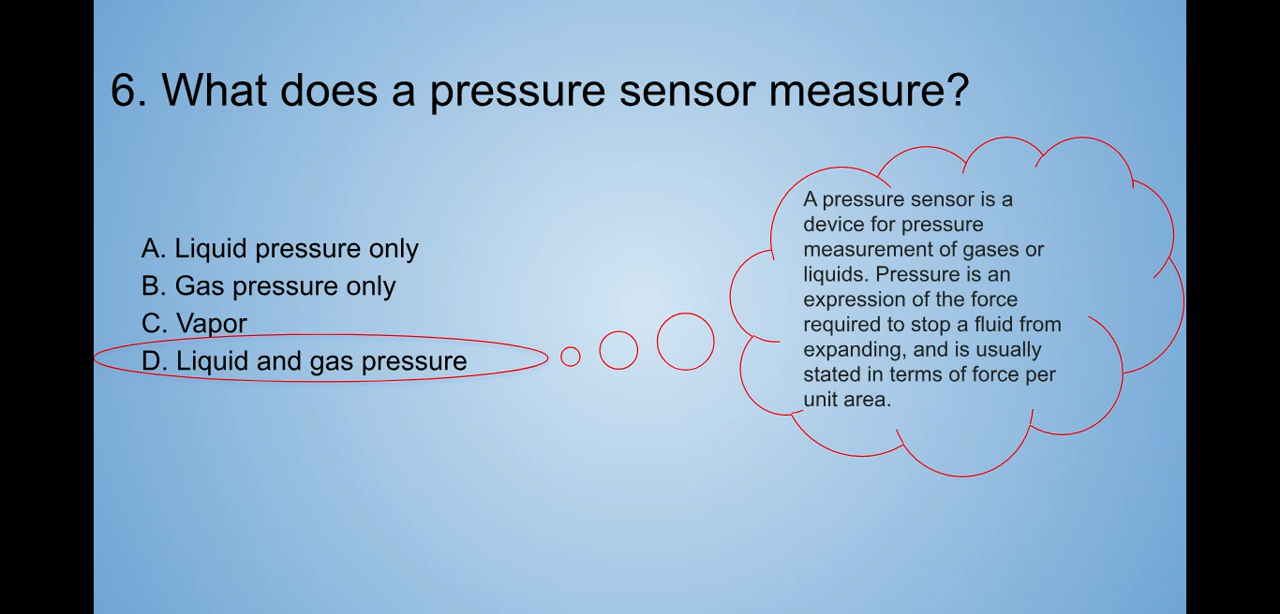 6. What does a pressure sensor measure?
A. Liquid pressure only
B. Gas pressure only
C. Vapor
D. Liquid and gas pressure
A pressure sensor is a
device for pressure
measurement of gases or
liquids. Pressure is an
expression of the force
required to stop a fluid from
expanding, and is usually
stated in terms of force per
unit area.